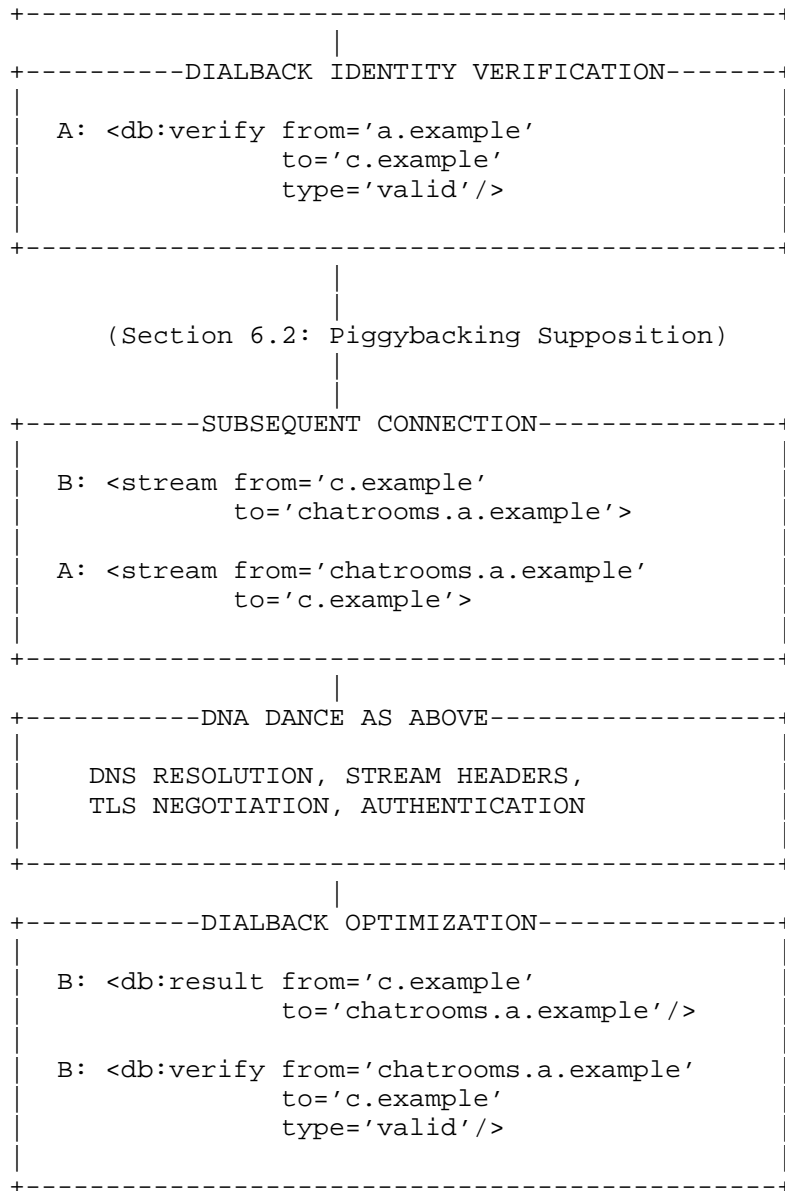 DIALBACK IDENTITY VERIFICATION
A: <db:verify from='a.example'
to='c.example'
type='valid'/>
(Section 6.2: Piggybacking Supposition)
SUBSEQUENT CONNECTION
B: <stream from='c.example'
to='chatrooms.a.example'>
A: <stream from='chatrooms.a.example'
to='c.example'>
DNA DANCE AS ABOVE
DNS RESOLUTION, STREAM HEADERS,
TLS NEGOTIATION, AUTHENTICATION
DIALBACK OPTIMIZATION
B: <db:result from='c.example'
to='chatrooms.a.example'/>
B: <db:verify from='chatrooms.a.example'
to='c.example'
type='valid'/>